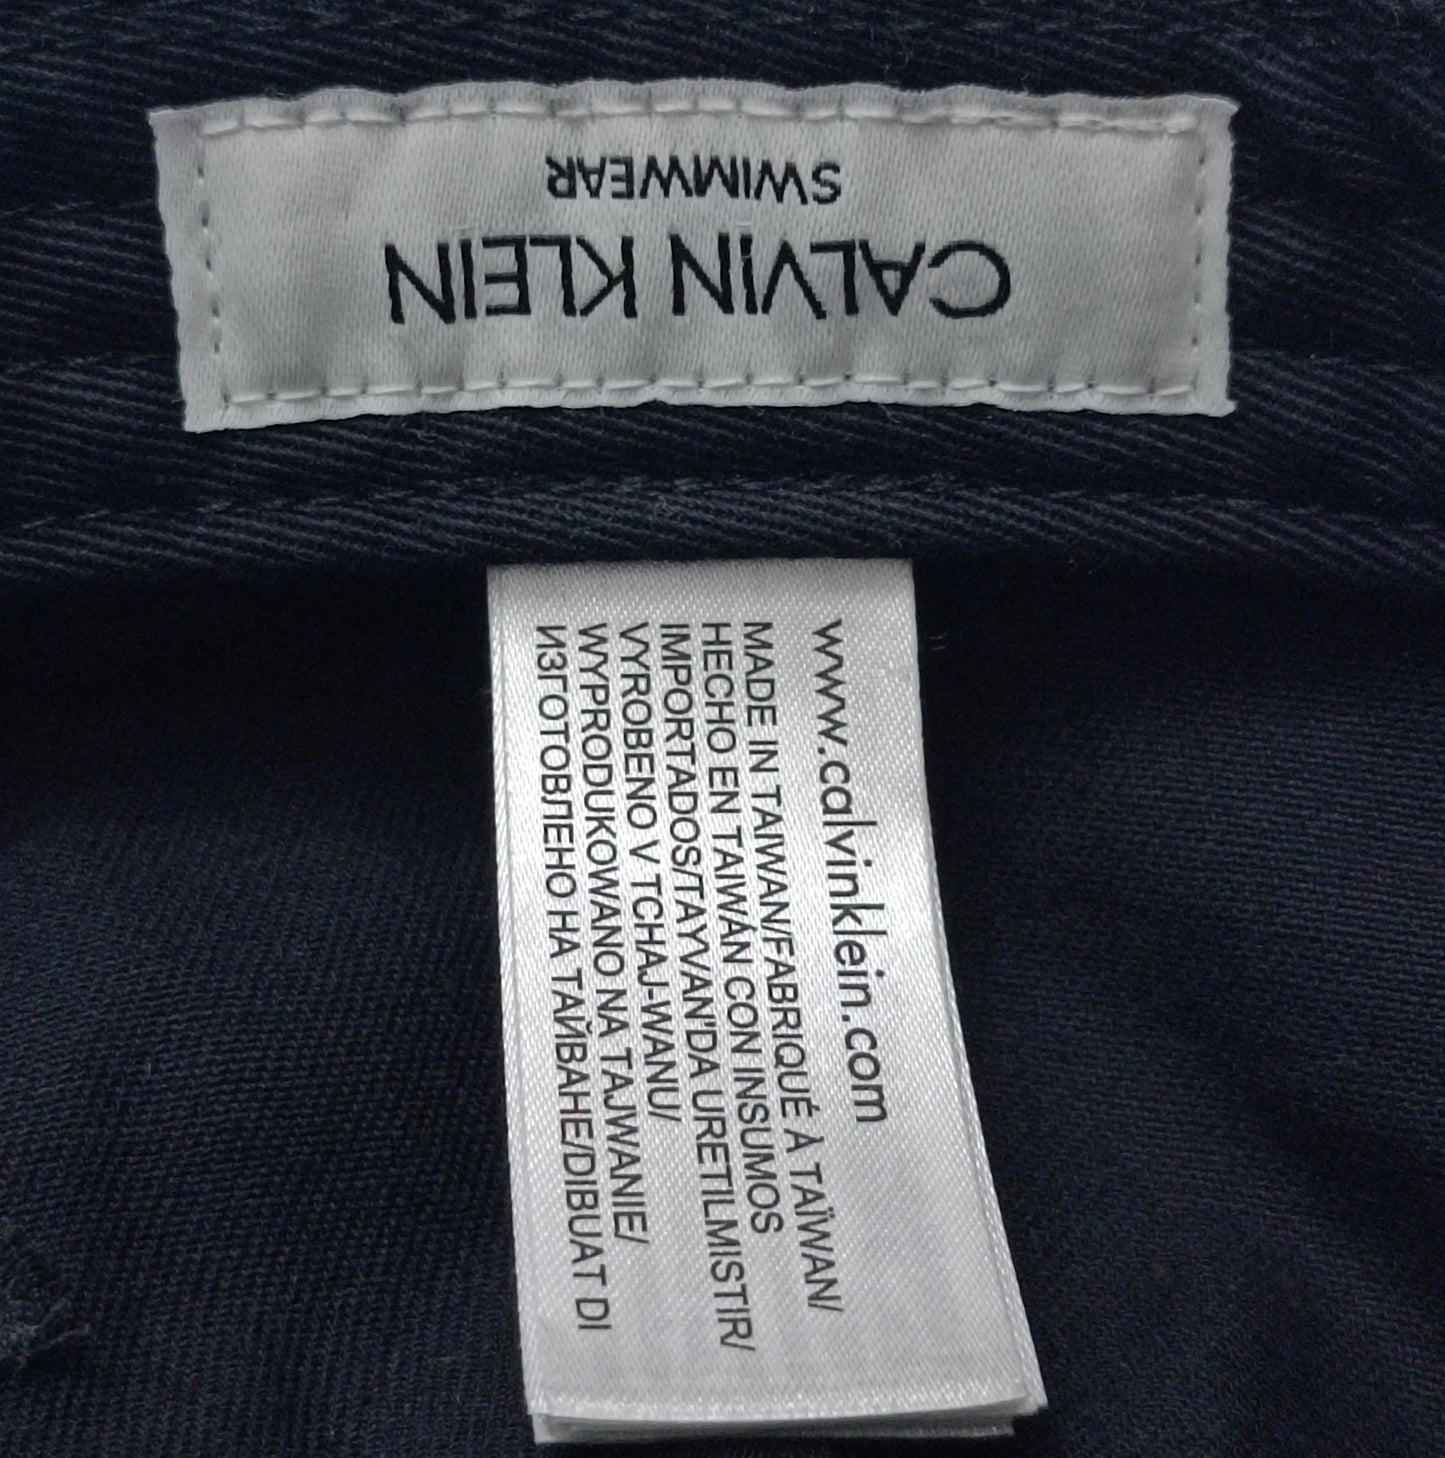 CALVIN KLEIN
SWIMWEAR
www.calvinklein.com
MADE IN TAIWAN/FABRIQUÉ À TAÏWAN/
HECHO EN TAIWÁN CON INSUMOS
IMPORTADOS/TAYVAN'DA URETILMISTIR/
VYROBENO V TCHAJ-WANU/
WYPRODUKOWANO NA TAJWANIE/
ИЗГОТОВЛЕНО НА ТАЙВАНЕ/DIBUAT DI